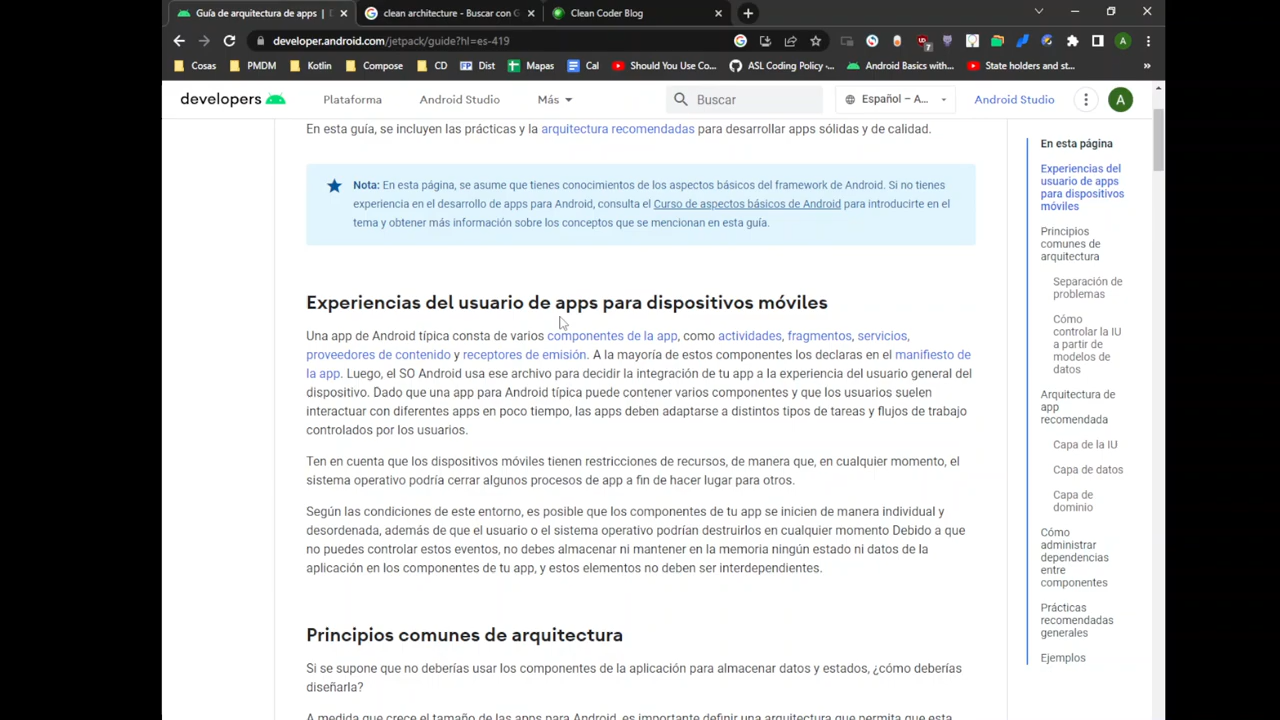 Guía de arquitectura de apps | D
clean architecture - Buscar con G
Clean Coder Blog
developer.android.com/jetpack/guide?hl=es-419
7
A
Cosas
PMDM
Kotlin
Compose
CD
Dist
Mapas
Cal
Should You Use Co...
ASL Coding Policy -...
Android Basics with...
State holders and st...
»
developers
Plataforma
Android Studio
Más
Buscar
Español – A...
Android Studio
A
En esta guía, se incluyen las prácticas y la arquitectura recomendadas para desarrollar apps sólidas y de calidad.
Nota: En esta página, se asume que tienes conocimientos de los aspectos básicos del framework de Android. Si no tienes
experiencia en el desarrollo de apps para Android, consulta el Curso de aspectos básicos de Android para introducirte en el
tema y obtener más información sobre los conceptos que se mencionan en esta guía.
Experiencias del usuario de apps para dispositivos móviles
Una app de Android típica consta de varios componentes de la app, como actividades, fragmentos, servicios,
proveedores de contenido y receptores de emisión. A la mayoría de estos componentes los declaras en el manifiesto de
la app. Luego, el SO Android usa ese archivo para decidir la integración de tu app a la experiencia del usuario general del
dispositivo. Dado que una app para Android típica puede contener varios componentes y que los usuarios suelen
interactuar con diferentes apps en poco tiempo, las apps deben adaptarse a distintos tipos de tareas y flujos de trabajo
controlados por los usuarios.
Ten en cuenta que los dispositivos móviles tienen restricciones de recursos, de manera que, en cualquier momento, el
sistema operativo podría cerrar algunos procesos de app a fin de hacer lugar para otros.
Según las condiciones de este entorno, es posible que los componentes de tu app se inicien de manera individual y
desordenada, además de que el usuario o el sistema operativo podrían destruirlos en cualquier momento Debido a que
no puedes controlar estos eventos, no debes almacenar ni mantener en la memoria ningún estado ni datos de la
aplicación en los componentes de tu app, y estos elementos no deben ser interdependientes.
Principios comunes de arquitectura
Si se supone que no deberías usar los componentes de la aplicación para almacenar datos y estados, ¿cómo deberías
diseñarla?
A medida que crece el tamaño de las apps para Android, es importante definir una arquitectura que permita que esta
En esta página
Experiencias del
usuario de apps
para dispositivos
móviles
Principios
comunes de
arquitectura
Separación de
problemas
Cómo
controlar la IU
a partir de
modelos de
datos
Arquitectura de
app
recomendada
Capa de la IU
Capa de datos
Capa de
dominio
Cómo
administrar
dependencias
entre
componentes
Prácticas
recomendadas
generales
Ejemplos